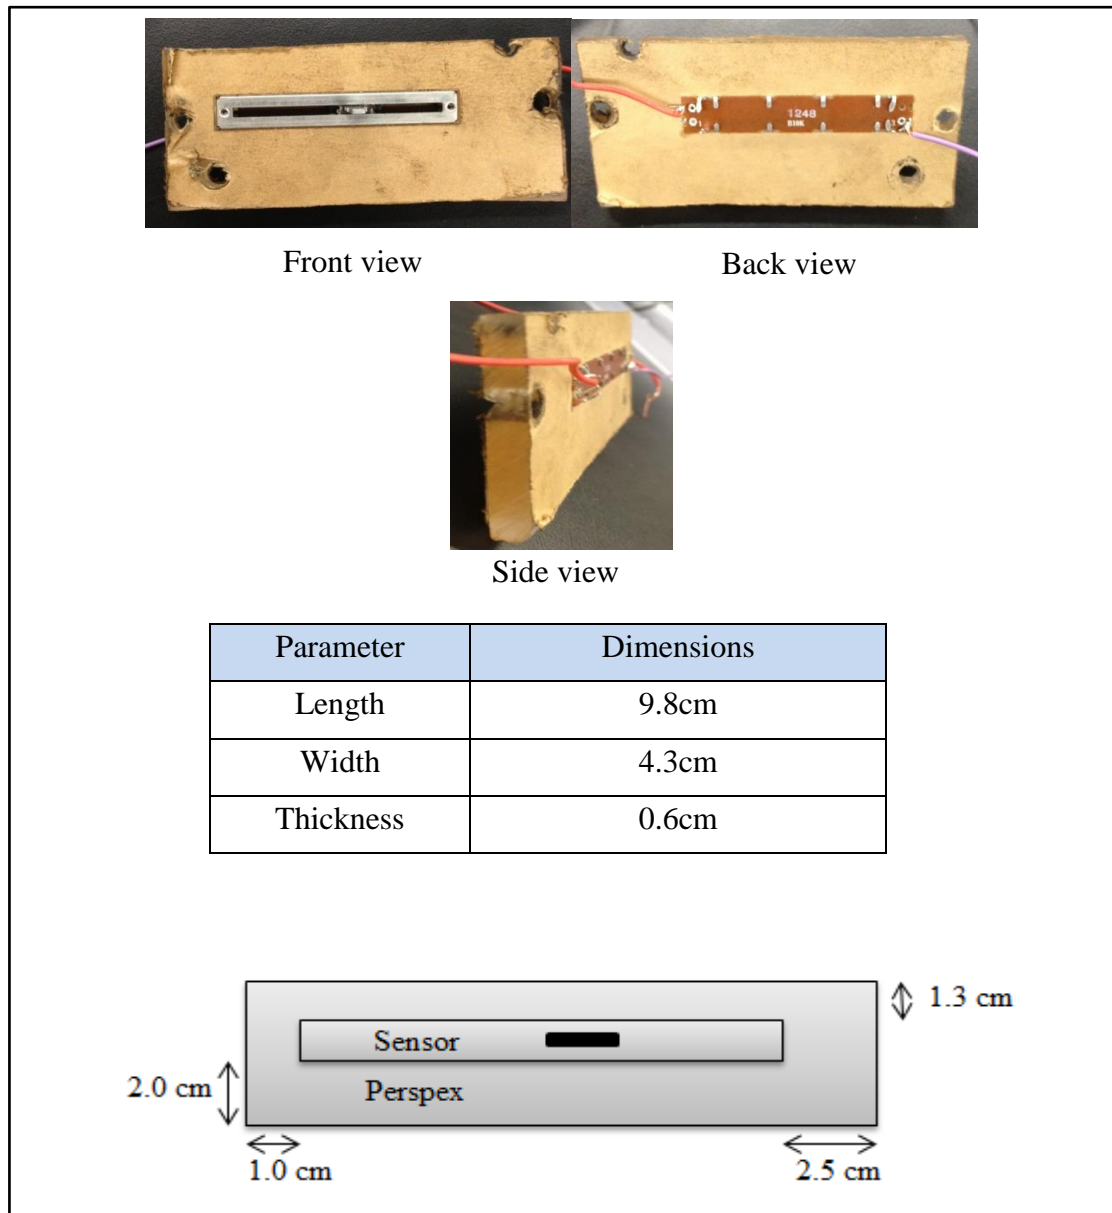 1248
B10K
Front view
Back view
Side view
Parameter Dimensions
Length 9.8cm
Width 4.3cm
Thickness 0.6cm
1.3 cm
Sensor
2.0 cm
Perspex
1.0 cm
2.5 cm